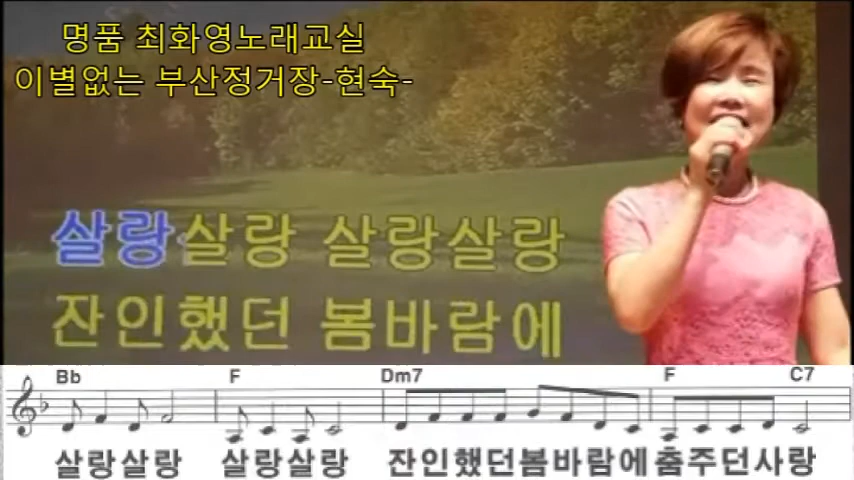 명품 최화영노래교실
이별없는 부산정거장-현숙-
살랑살랑 살랑살랑
잔인했던 봄바람에
Bb F Dm7 F C7
살랑살랑 살랑살랑 잔인했던봄바람에춤추던사랑